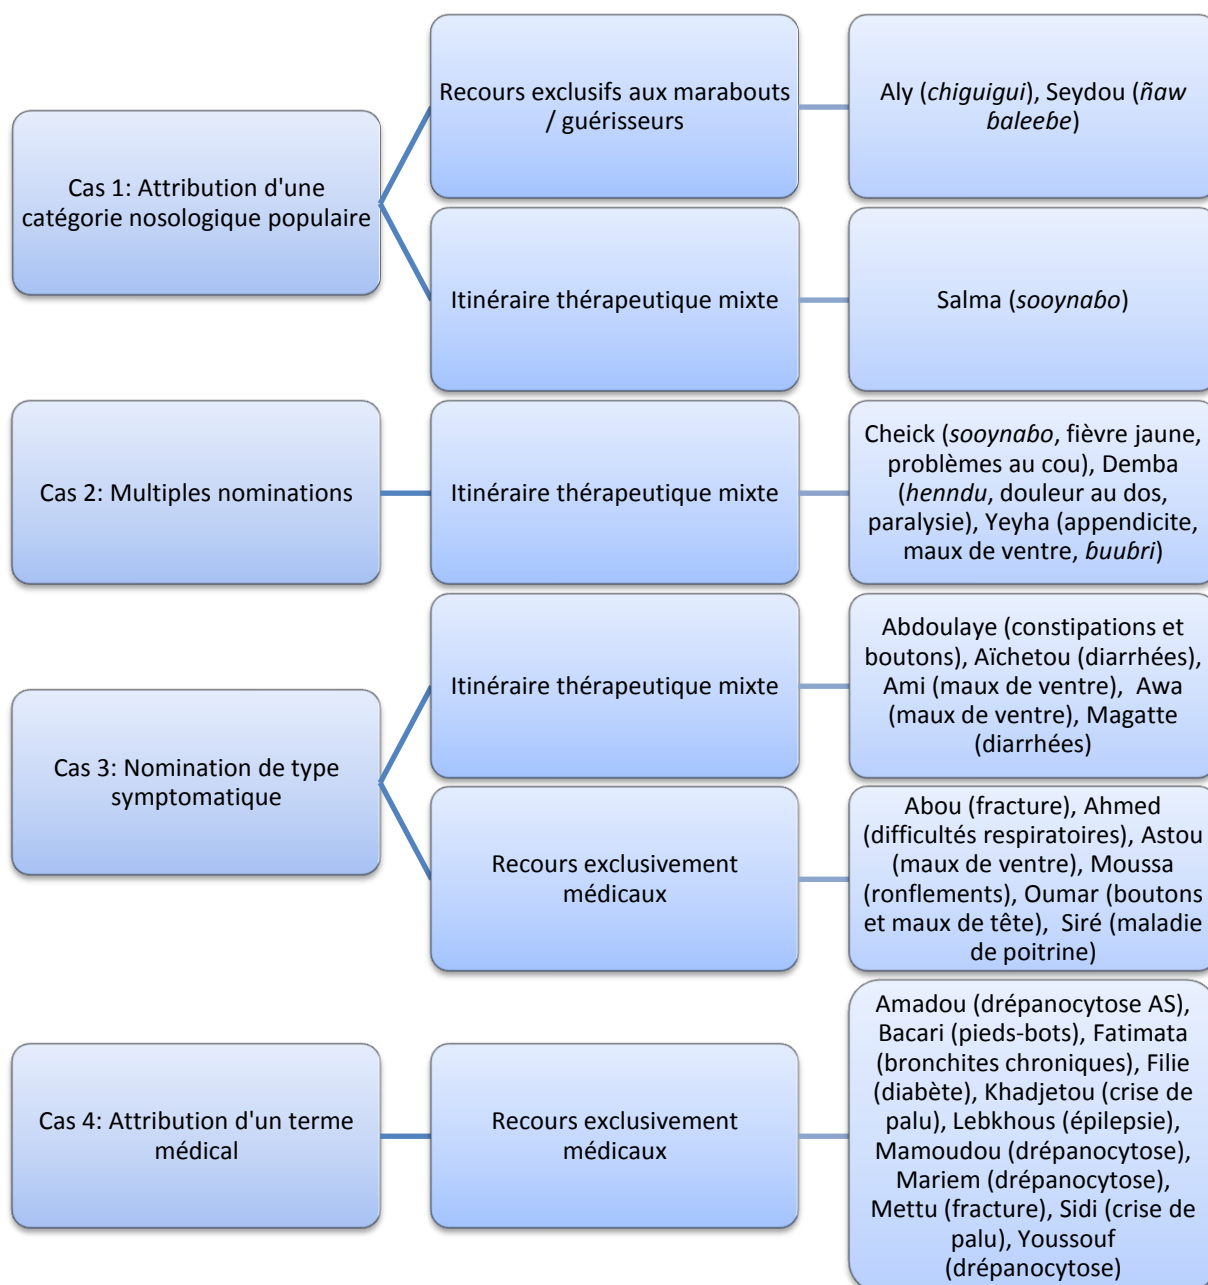 Recours exclusifs aux marabouts
/ guérisseurs
Aly (chiguigui), Seydou (ñaw
ɓaleeɓe)
Cas 1: Attribution d'une
catégorie nosologique populaire
Itinéraire thérapeutique mixte
Salma (sooynaɓo)
Cas 2: Multiples nominations
Itinéraire thérapeutique mixte
Cheick (sooynaɓo, fièvre jaune,
problèmes au cou), Demba
(henndu, douleur au dos,
paralysie), Yeyha (appendicite,
maux de ventre, ɓuuɓri)
Cas 3: Nomination de type
symptomatique
Itinéraire thérapeutique mixte
Abdoulaye (constipations et
boutons), Aïchetou (diarrhées),
Ami (maux de ventre), Awa
(maux de ventre), Magatte
(diarrhées)
Recours exclusivement
médicaux
Abou (fracture), Ahmed
(difficultés respiratoires), Astou
(maux de ventre), Moussa
(ronflements), Oumar (boutons
et maux de tête), Siré (maladie
de poitrine)
Cas 4: Attribution d'un terme
médical
Recours exclusivement
médicaux
Amadou (drépanocytose AS),
Bacari (pieds-bots), Fatimata
(bronchites chroniques), Filie
(diabète), Khadjetou (crise de
palu), Lebkhous (épilepsie),
Mamoudou (drépanocytose),
Mariem (drépanocytose),
Mettu (fracture), Sidi (crise de
palu), Youssouf
(drépanocytose)